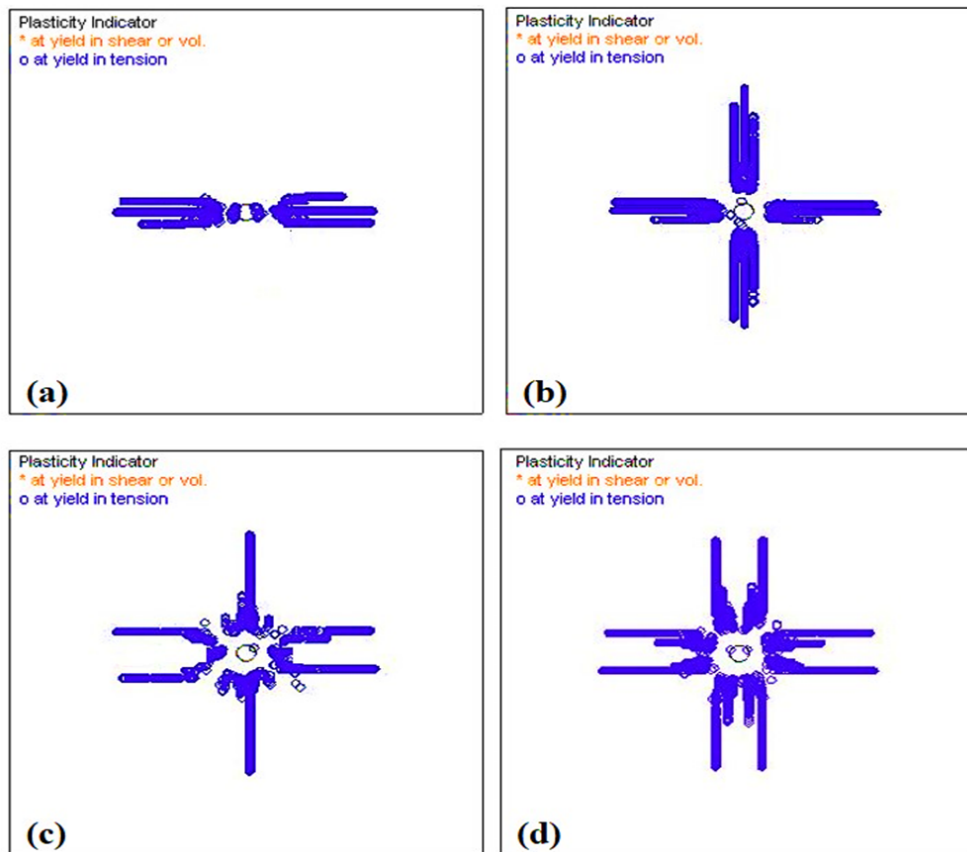 Plasticity Indicator
* at yield in shear or vol.
o at yield in tension
(a)
Plasticity Indicator
* at yield in shear or vol.
o at yield in tension
(b)
Plasticity Indicator
* at yield in shear or vol.
o at yield in tension
(c)
Plasticity Indicator
* at yield in shear or vol.
o at yield in tension
(d)